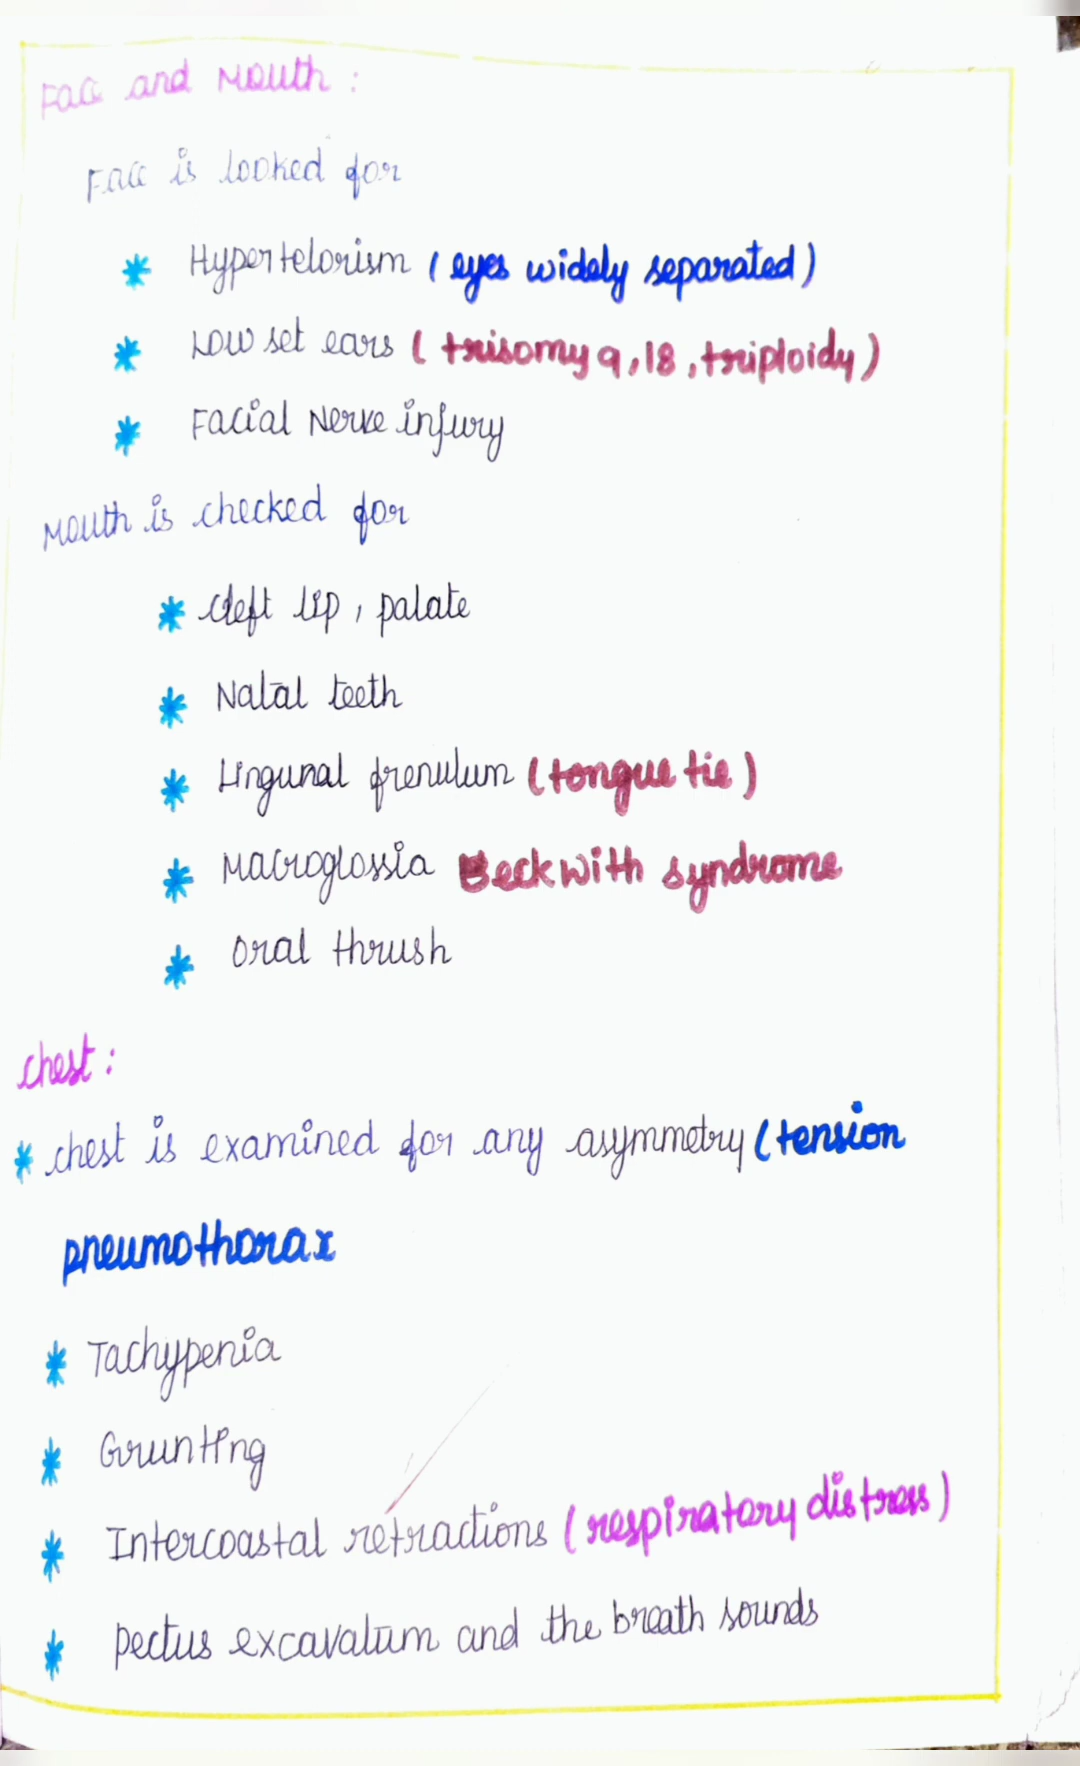 Face and Mouth :
Face is looked for
* Hypertelorism (eyes widely separated)
* Low set ears (trisomy 9,18, triploidy)
* Facial Nerve injury
Mouth is checked for
* cleft lip, palate
* Natal teeth
* Lingunal frenulum (tongue tie)
* Macroglossia Beckwith syndrome
* oral thrush
Chest :
* chest is examined for any asymmetry (tension
pneumothorax
* Tachypenia
* Grunting
* Intercoastal retractions (respiratory distress)
* pectus excavatum and the breath sounds